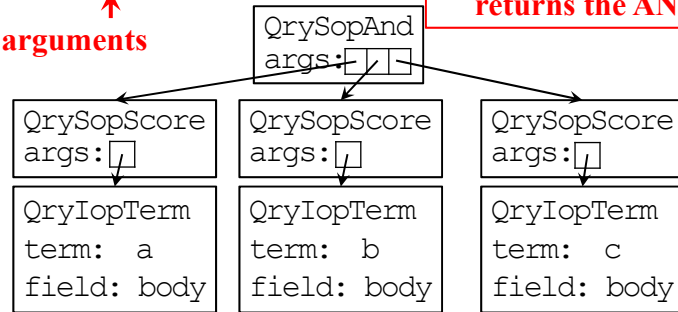 returns the AN
arguments
QrySopAnd
args:
QrySopScore
args:
QrySopScore
args:
QrySopScore
args:
QryIopTerm
term: a
field: body
QryIopTerm
term: b
field: body
QryIopTerm
term: c
field: body